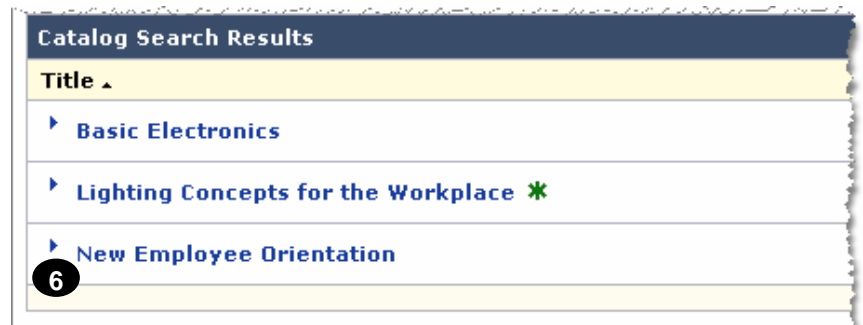 Catalog Search Results
Title
Basic Electronics
Lighting Concepts for the Workplace *
New Employee Orientation
6